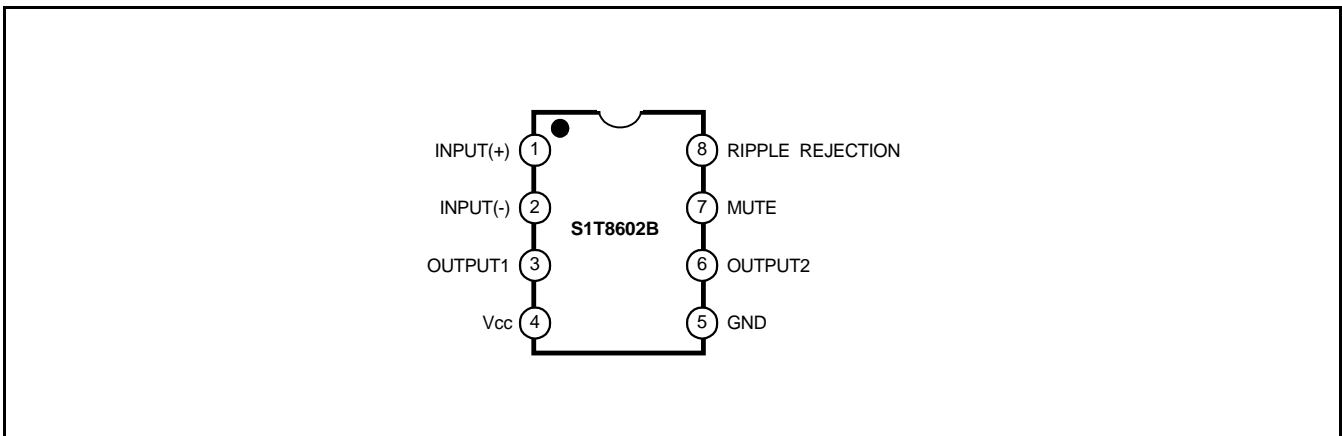 INPUT(+) 1 8 RIPPLE REJECTION
INPUT(-) 2 7 MUTE
S1T8602B
OUTPUT1 3 6 OUTPUT2
Vcc 4 5 GND